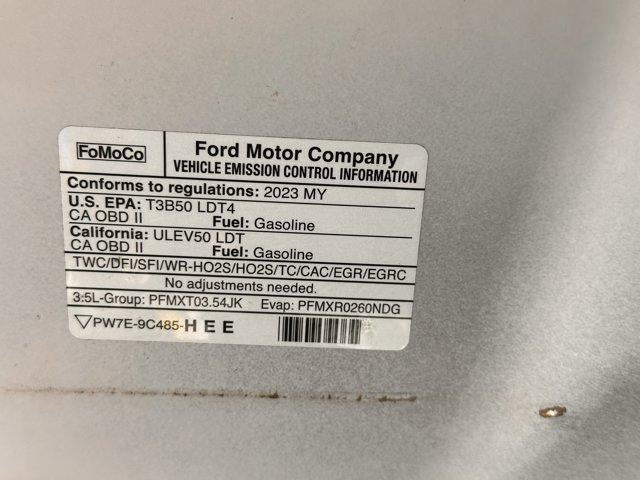 FoMoCo
Ford Motor Company
VEHICLE EMISSION CONTROL INFORMATION
Conforms to regulations: 2023 MY
U.S. EPA: T3B50 LDT4
CA OBD II Fuel: Gasoline
California: ULEV50 LDT
CA OBD II Fuel: Gasoline
TWC/DFI/SFI/WR-HO2S/HO2S/TC/CAC/EGR/EGRC
No adjustments needed.
3.5L-Group: PFMXT03.54JK Evap: PFMXR0260NDG
PW7E-9C485-HEE